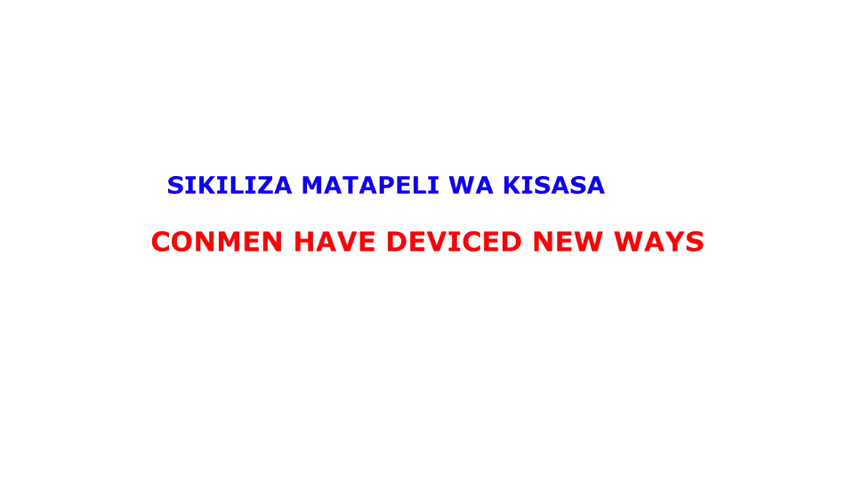 SIKILIZA MATAPELI WA KISASA
CONMEN HAVE DEVICED NEW WAYS